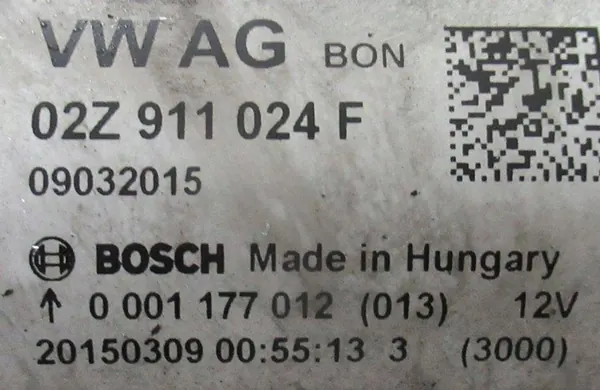 VW AG BON
02Z 911 024 F
09032015
BOSCH Made in Hungary
↑ 0 001 177 012 (013) 12V
20150309 00:55:13 3 (3000)